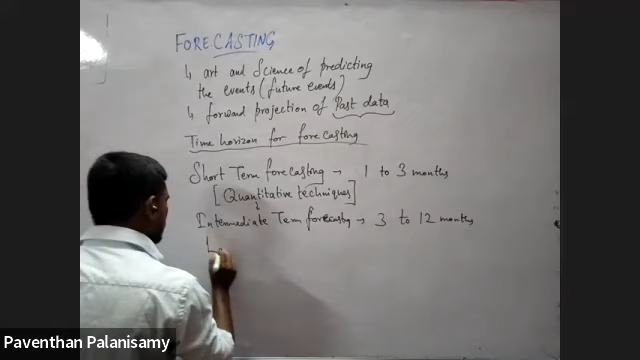 FORECASTING
↳ art and Science of predicting
the events (future events)
↳ forward projection of Past data
Time horizon for forecasting
Short Term forecasting → 1 to 3 months
[Quantitative techniques]
Intermediate Term forecastg → 3 to 12 months
Paventhan Palanisamy